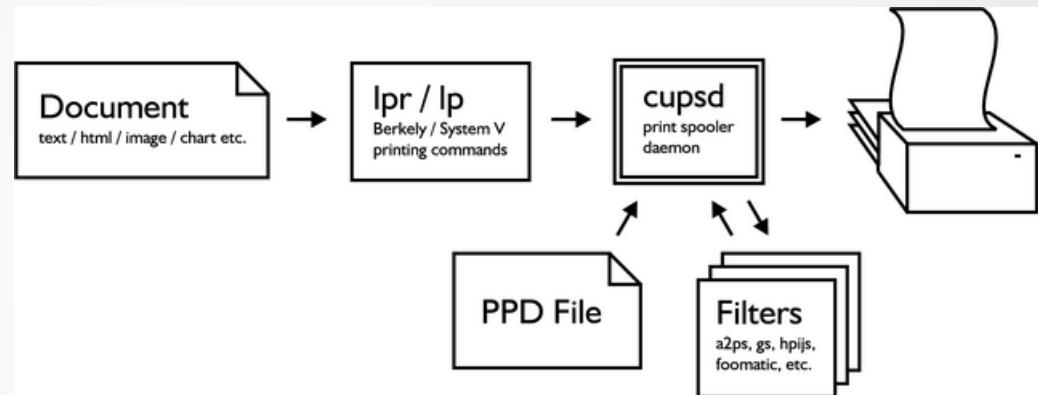 Document
text / html / image / chart etc.
lpr / lp
Berkely / System V
printing commands
cupsd
print spooler
daemon
PPD File
Filters
a2ps, gs, hpijs,
foomatic, etc.